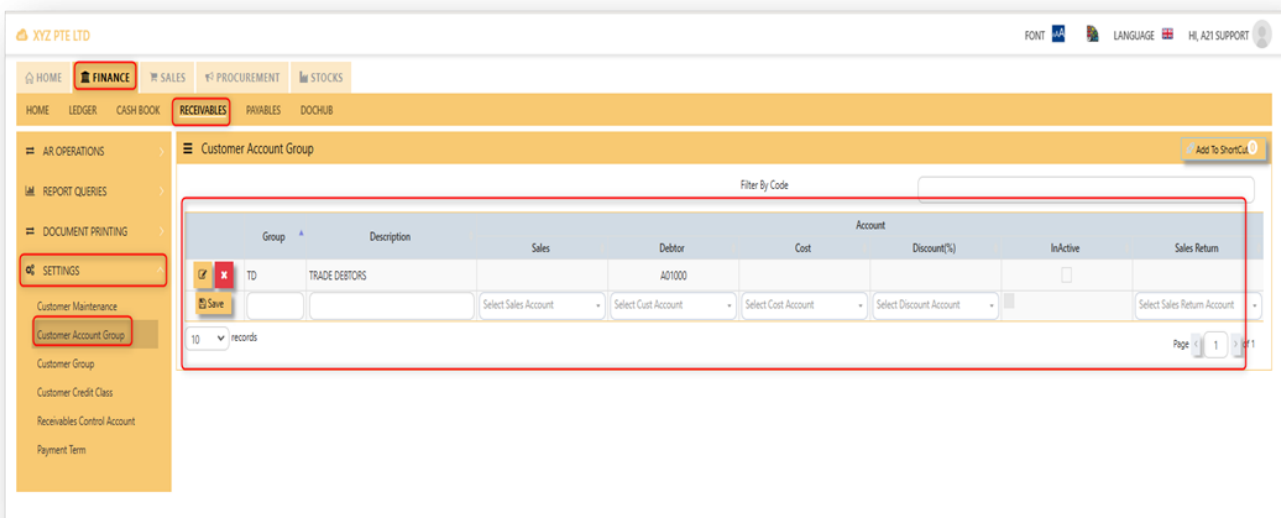 XYZ PTE LTD FONT LANGUAGE HI, A21 SUPPORT
HOME FINANCE SALES PROCUREMENT STOCKS
HOME LEDGER CASH BOOK RECEIVABLES PAYABLES DOCHUB
AR OPERATIONS
REPORT QUERIES
DOCUMENT PRINTING
SETTINGS
Customer Maintenance
Customer Account Group
Customer Group
Customer Credit Class
Receivables Control Account
Payment Term
Customer Account Group Add To ShortCut 0
Filter By Code
Account
Group Description Sales Debtor Cost Discount(%) InActive Sales Return
TD TRADE DEBTORS A01000
Save Select Sales Account Select Cust Account Select Cost Account Select Discount Account Select Sales Return Account
10 records Page 1 of 1